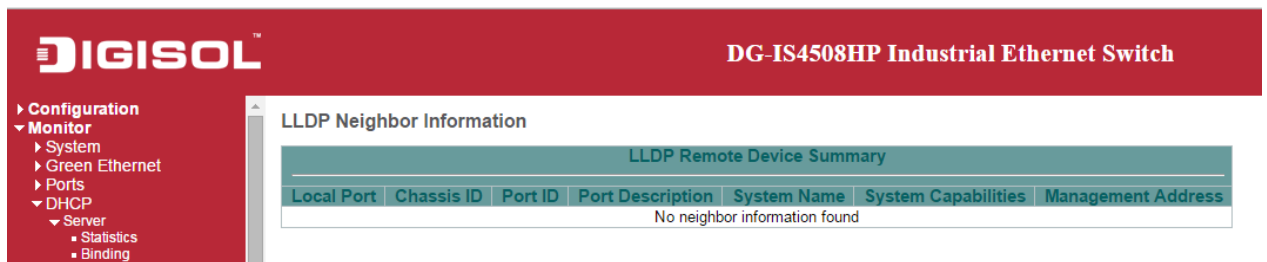 DIGISOL™
DG-IS4508HP Industrial Ethernet Switch
Configuration
Monitor
System
Green Ethernet
Ports
DHCP
Server
Statistics
Binding
LLDP Neighbor Information
LLDP Remote Device Summary
Local Port Chassis ID Port ID Port Description System Name System Capabilities Management Address
No neighbor information found